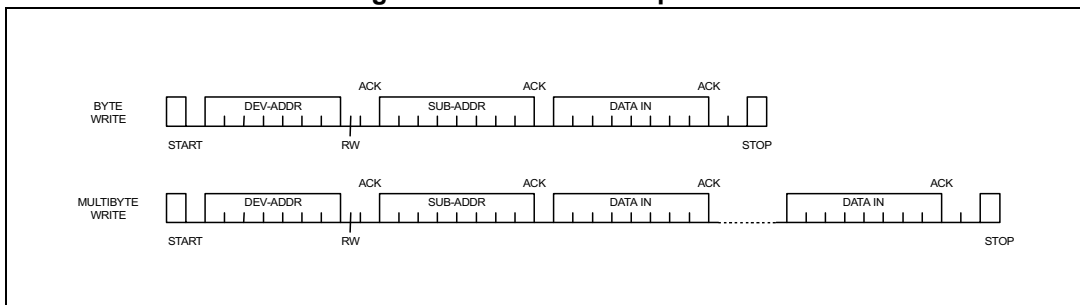 ACK ACK ACK
BYTE
WRITE
DEV-ADDR SUB-ADDR DATA IN
START RW STOP
ACK ACK ACK ACK
MULTIBYTE
WRITE
DEV-ADDR SUB-ADDR DATA IN DATA IN
START RW STOP